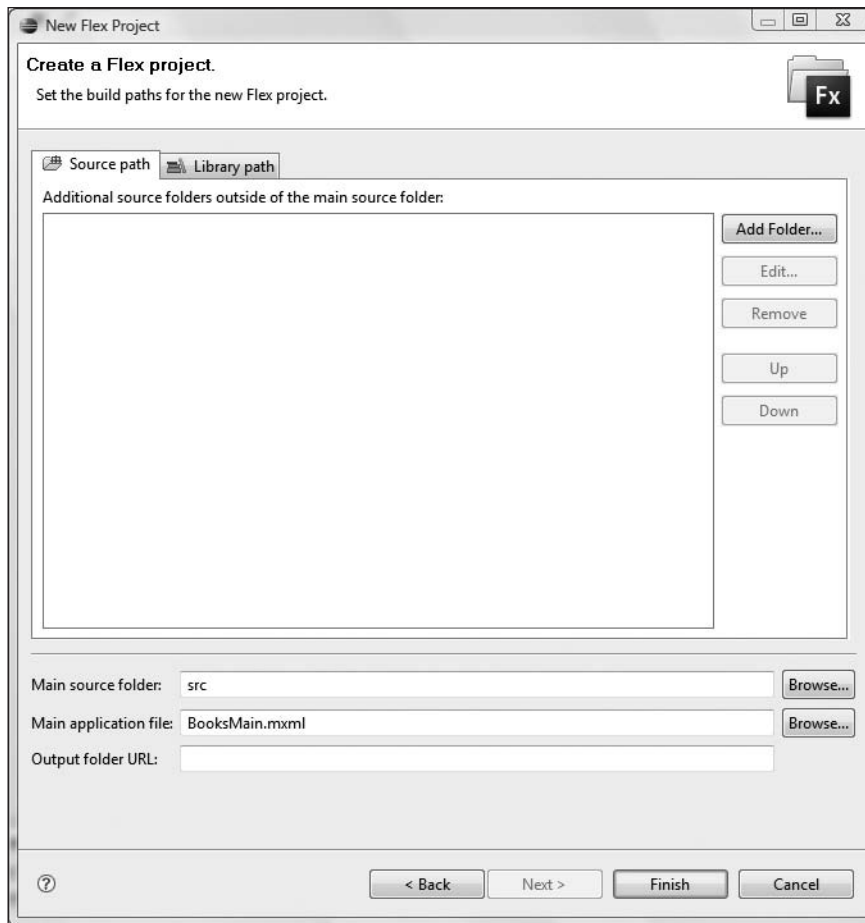 New Flex Project
Create a Flex project.
Set the build paths for the new Flex project.
Fx
Source path
Library path
Additional source folders outside of the main source folder:
Add Folder...
Edit...
Remove
Up
Down
Main source folder: src Browse...
Main application file: BooksMain.mxml Browse...
Output folder URL:
? < Back Next > Finish Cancel